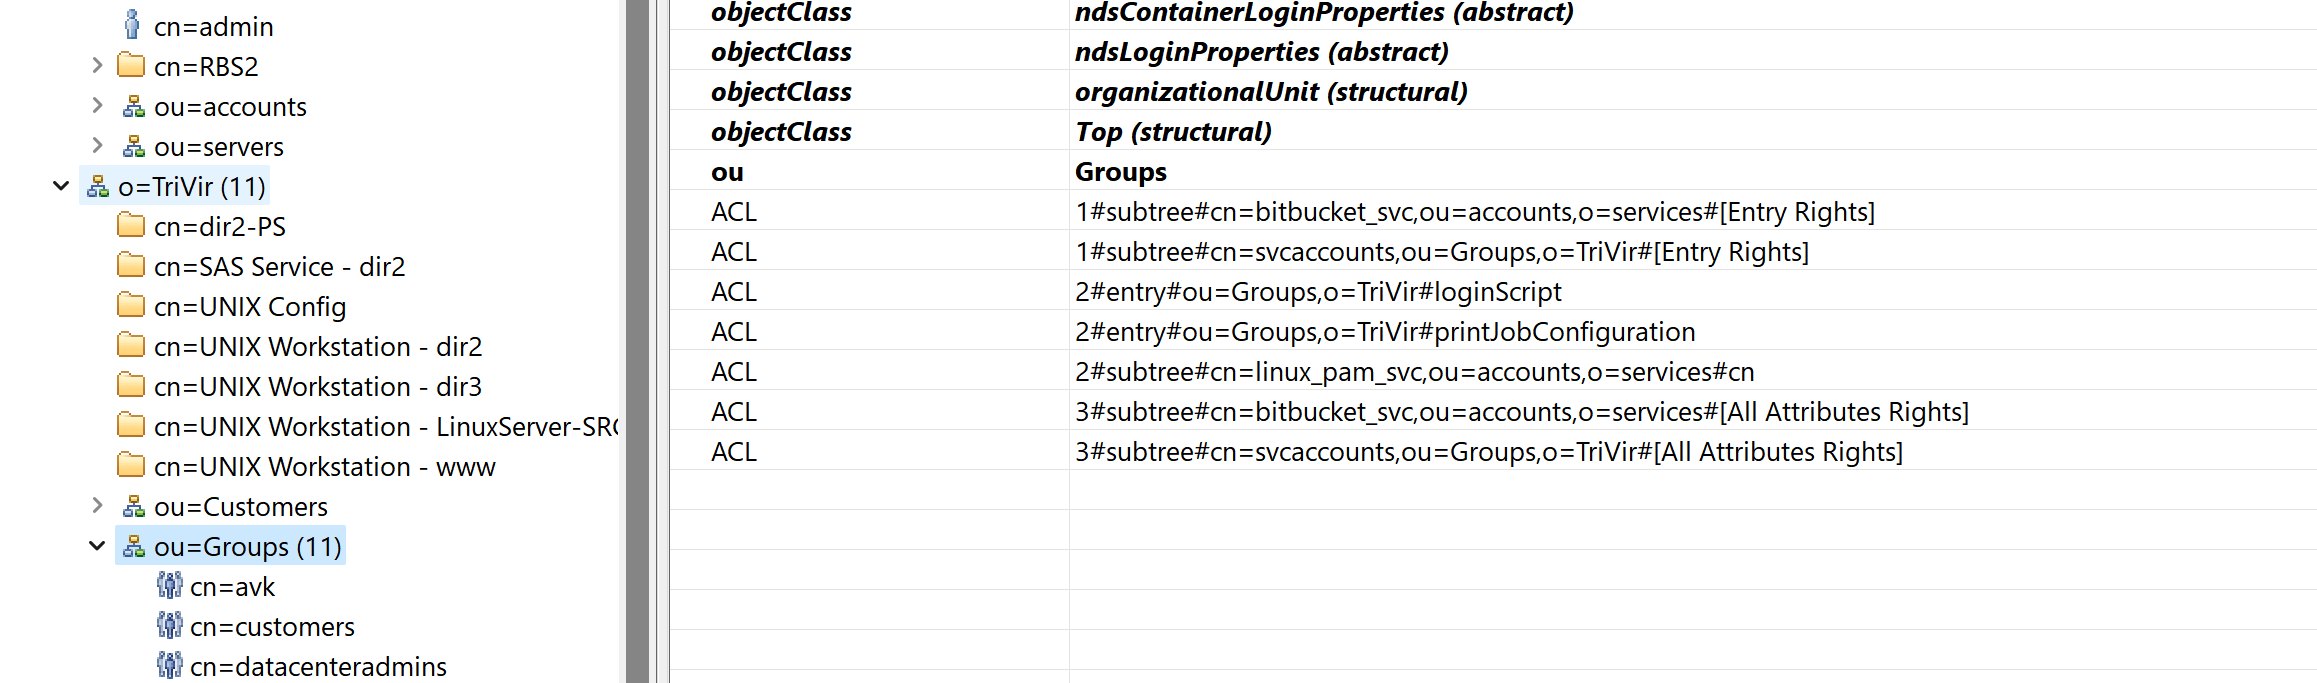 cn=admin
cn=RBS2
ou=accounts
ou=servers
o=TriVir (11)
cn=dir2-PS
cn=SAS Service - dir2
cn=UNIX Config
cn=UNIX Workstation - dir2
cn=UNIX Workstation - dir3
cn=UNIX Workstation - LinuxServer-SRC
cn=UNIX Workstation - www
ou=Customers
ou=Groups (11)
cn=avk
cn=customers
cn=datacenteradmins
objectClass ndsContainerLoginProperties (abstract)
objectClass ndsLoginProperties (abstract)
objectClass organizationalUnit (structural)
objectClass Top (structural)
ou Groups
ACL 1#subtree#cn=bitbucket_svc,ou=accounts,o=services#[Entry Rights]
ACL 1#subtree#cn=svcaccounts,ou=Groups,o=TriVir#[Entry Rights]
ACL 2#entry#ou=Groups,o=TriVir#loginScript
ACL 2#entry#ou=Groups,o=TriVir#printJobConfiguration
ACL 2#subtree#cn=linux_pam_svc,ou=accounts,o=services#cn
ACL 3#subtree#cn=bitbucket_svc,ou=accounts,o=services#[All Attributes Rights]
ACL 3#subtree#cn=svcaccounts,ou=Groups,o=TriVir#[All Attributes Rights]